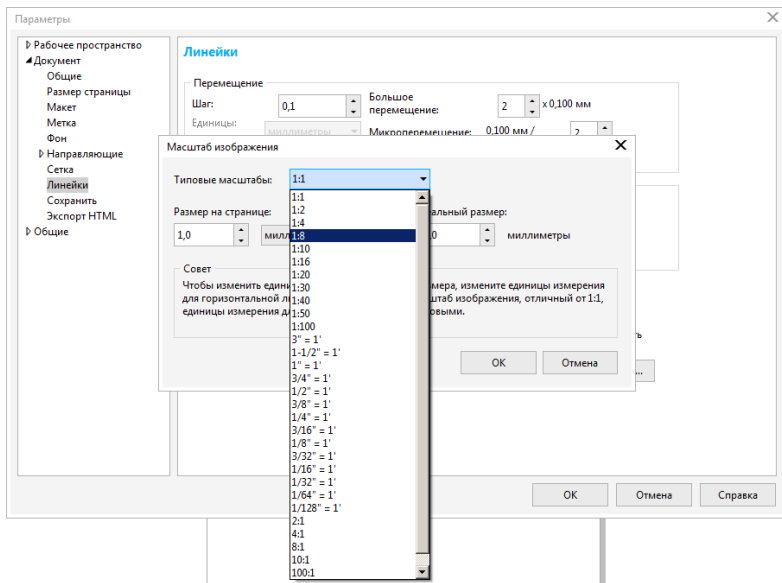 Параметры
Рабочее пространство
Документ
Общие
Размер страницы
Макет
Метка
Фон
Направляющие
Сетка
Линейки
Сохранить
Экспорт HTML
Общие
Линейки
Перемещение
Шаг: 0,1
Большое перемещение: 2 x 0,100 мм
Единицы: миллиметры
Микроперемещение: 0,100 мм / 2
Масштаб изображения
Типовые масштабы: 1:1
Размер на странице:
альный размер:
1,0 милл
0 миллиметры
Совет
Чтобы изменить един мера, измените единицы измерения
для горизонтальной л штаб изображения, отличный от 1:1,
единицы измерения д овыми.
1:1
1:2
1:4
1:8
1:10
1:16
1:20
1:30
1:40
1:50
1:100
3" = 1'
1-1/2" = 1'
1" = 1'
3/4" = 1'
1/2" = 1'
3/8" = 1'
1/4" = 1'
3/16" = 1'
1/8" = 1'
3/32" = 1'
1/16" = 1'
1/32" = 1'
1/64" = 1'
1/128" = 1'
2:1
4:1
8:1
10:1
100:1
ОК Отмена
ь
...
ОК Отмена Справка